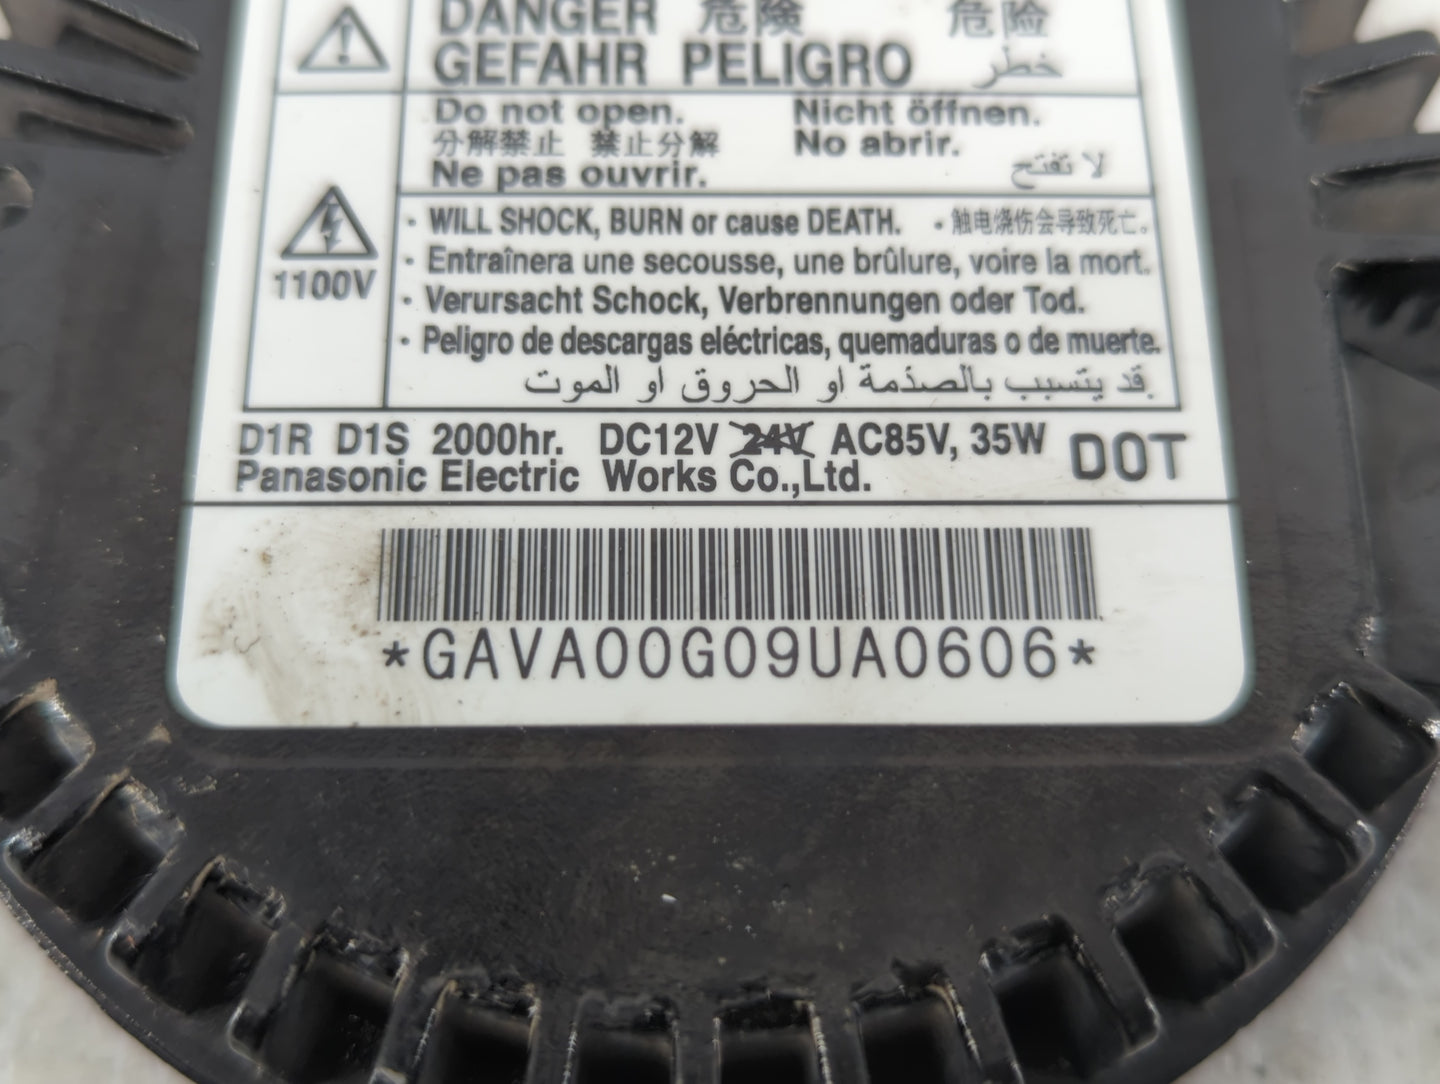 DANGER 危険 危险
GEFAHR PELIGRO خطر
Do not open. Nicht öffnen.
分解禁止 禁止分解 No abrir.
Ne pas ouvrir. لا تفتح
· WILL SHOCK, BURN or cause DEATH. · 触电烧伤会导致死亡。
1100V
· Entraînera une secousse, une brûlure, voire la mort.
· Verursacht Schock, Verbrennungen oder Tod.
· Peligro de descargas eléctricas, quemaduras o de muerte.
قد يتسبب بالصدمة او الحروق او الموت
D1R D1S 2000hr. DC12V 24V AC85V, 35W DOT
Panasonic Electric Works Co.,Ltd.
*GAVA00G09UA0606*